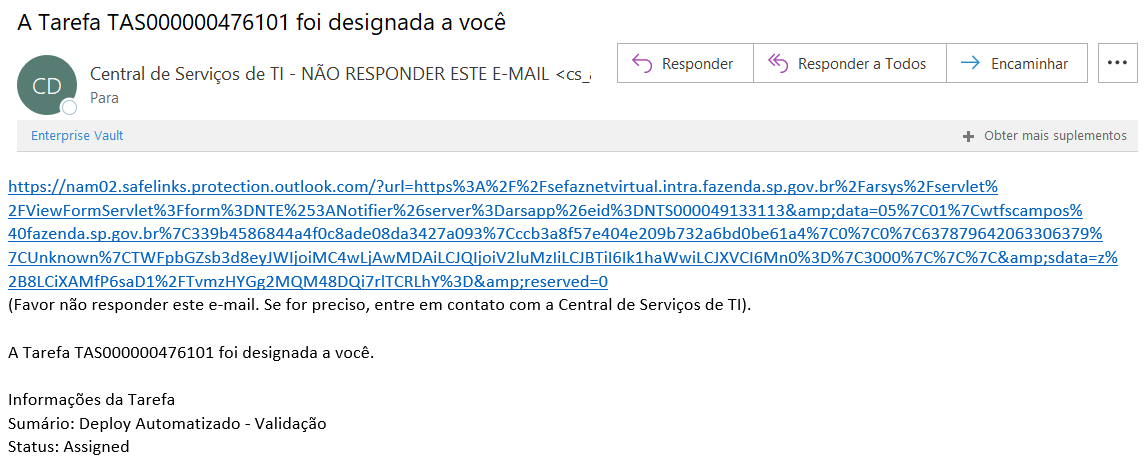 A Tarefa TAS000000476101 foi designada a você
CD
Central de Serviços de TI - NÃO RESPONDER ESTE E-MAIL <cs_
Para
Responder
Responder a Todos
Encaminhar
Enterprise Vault
Obter mais suplementos
https://nam02.safelinks.protection.outlook.com/?url=https%3A%2F%2Fsefaznetvirtual.intra.fazenda.sp.gov.br%2Farsys%2Fservlet%
2FViewFormServlet%3Fform%3DNTE%253ANotifier%26server%3Darsapp%26eid%3DNTS000049133113&amp;data=05%7C01%7Cwtfscampos%
40fazenda.sp.gov.br%7C339b4586844a4f0c8ade08da3427a093%7Cccb3a8f57e404e209b732a6bd0be61a4%7C0%7C0%7C637879642063306379%
7CUnknown%7CTWFpbGZsb3d8eyJWIjoiMC4wLjAwMDAiLCJQIjoiV2luMzIiLCJBTiI6Ik1haWwiLCJXVCI6Mn0%3D%7C3000%7C%7C%7C&amp;sdata=z%
2B8LCiXAMfP6saD1%2FTvmzHYGg2MQM48DQi7rlTCRLhY%3D&amp;reserved=0
(Favor não responder este e-mail. Se for preciso, entre em contato com a Central de Serviços de TI).
A Tarefa TAS000000476101 foi designada a você.
Informações da Tarefa
Sumário: Deploy Automatizado - Validação
Status: Assigned